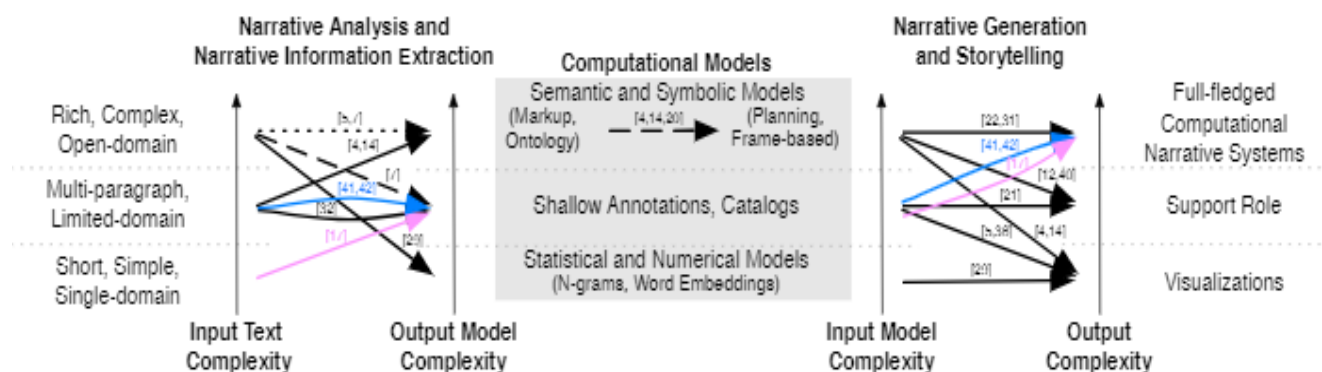 Narrative Analysis and
Narrative Information Extraction
Computational Models
Narrative Generation
and Storytelling
Rich, Complex,
Open-domain
Multi-paragraph,
Limited-domain
Short, Simple,
Single-domain
[4,14]
[41,42]
[32]
Semantic and Symbolic Models
(Markup,
Ontology)
[4,14,20]
(Planning,
Frame-based)
Shallow Annotations, Catalogs
Statistical and Numerical Models
(N-grams, Word Embeddings)
[22,31]
[41,42]
[12,40]
[21]
[4,14]
Full-fledged
Computational
Narrative Systems
Support Role
Visualizations
Input Text
Complexity
Output Model
Complexity
Input Model
Complexity
Output
Complexity